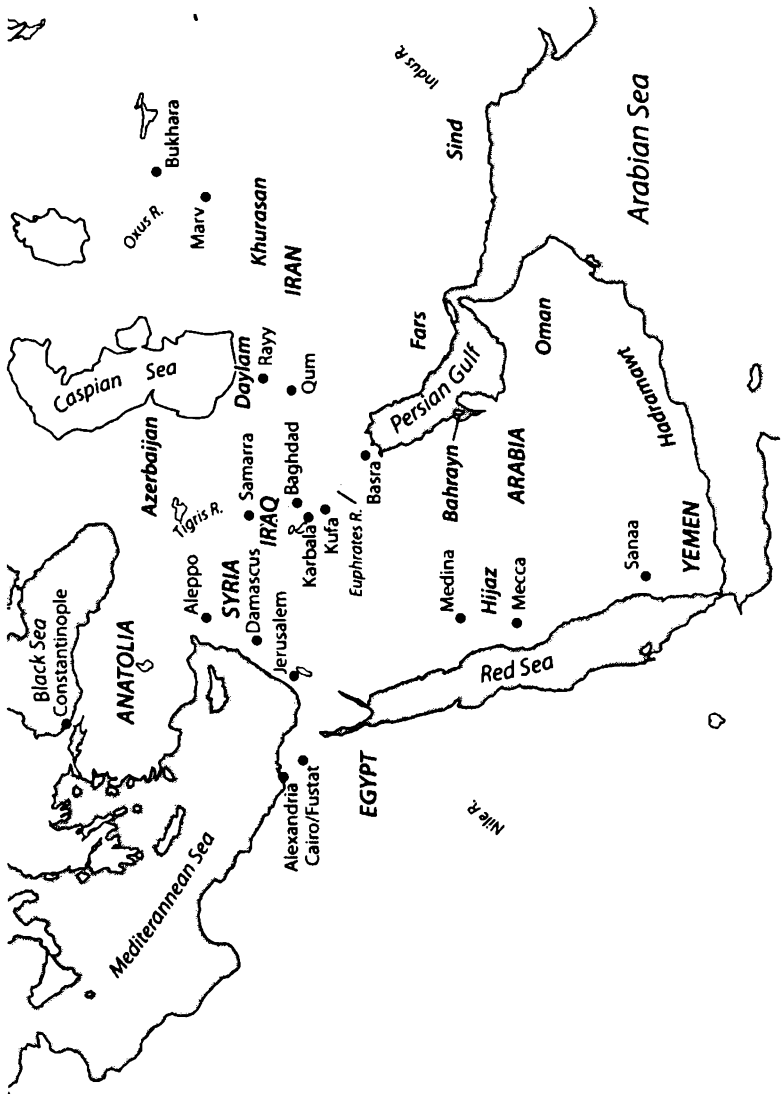 Black Sea
Constantinople
ANATOLIA
Mediterannean Sea
Aleppo
SYRIA
Damascus
Jerusalem
Alexandria
Cairo/Fustat
EGYPT
Nile R.
Azerbaijan
Tigris R.
Samarra
IRAQ
Baghdad
Karbala
Kufa
Euphrates R.
Basra
Caspian Sea
Daylam
Rayy
Qum
Oxus R.
Bukhara
Marv
Khurasan
IRAN
Fars
Persian Gulf
Bahrayn
ARABIA
Oman
Medina
Hijaz
Mecca
Red Sea
Sanaa
YEMEN
Hadramawt
Sind
Indus R.
Arabian Sea